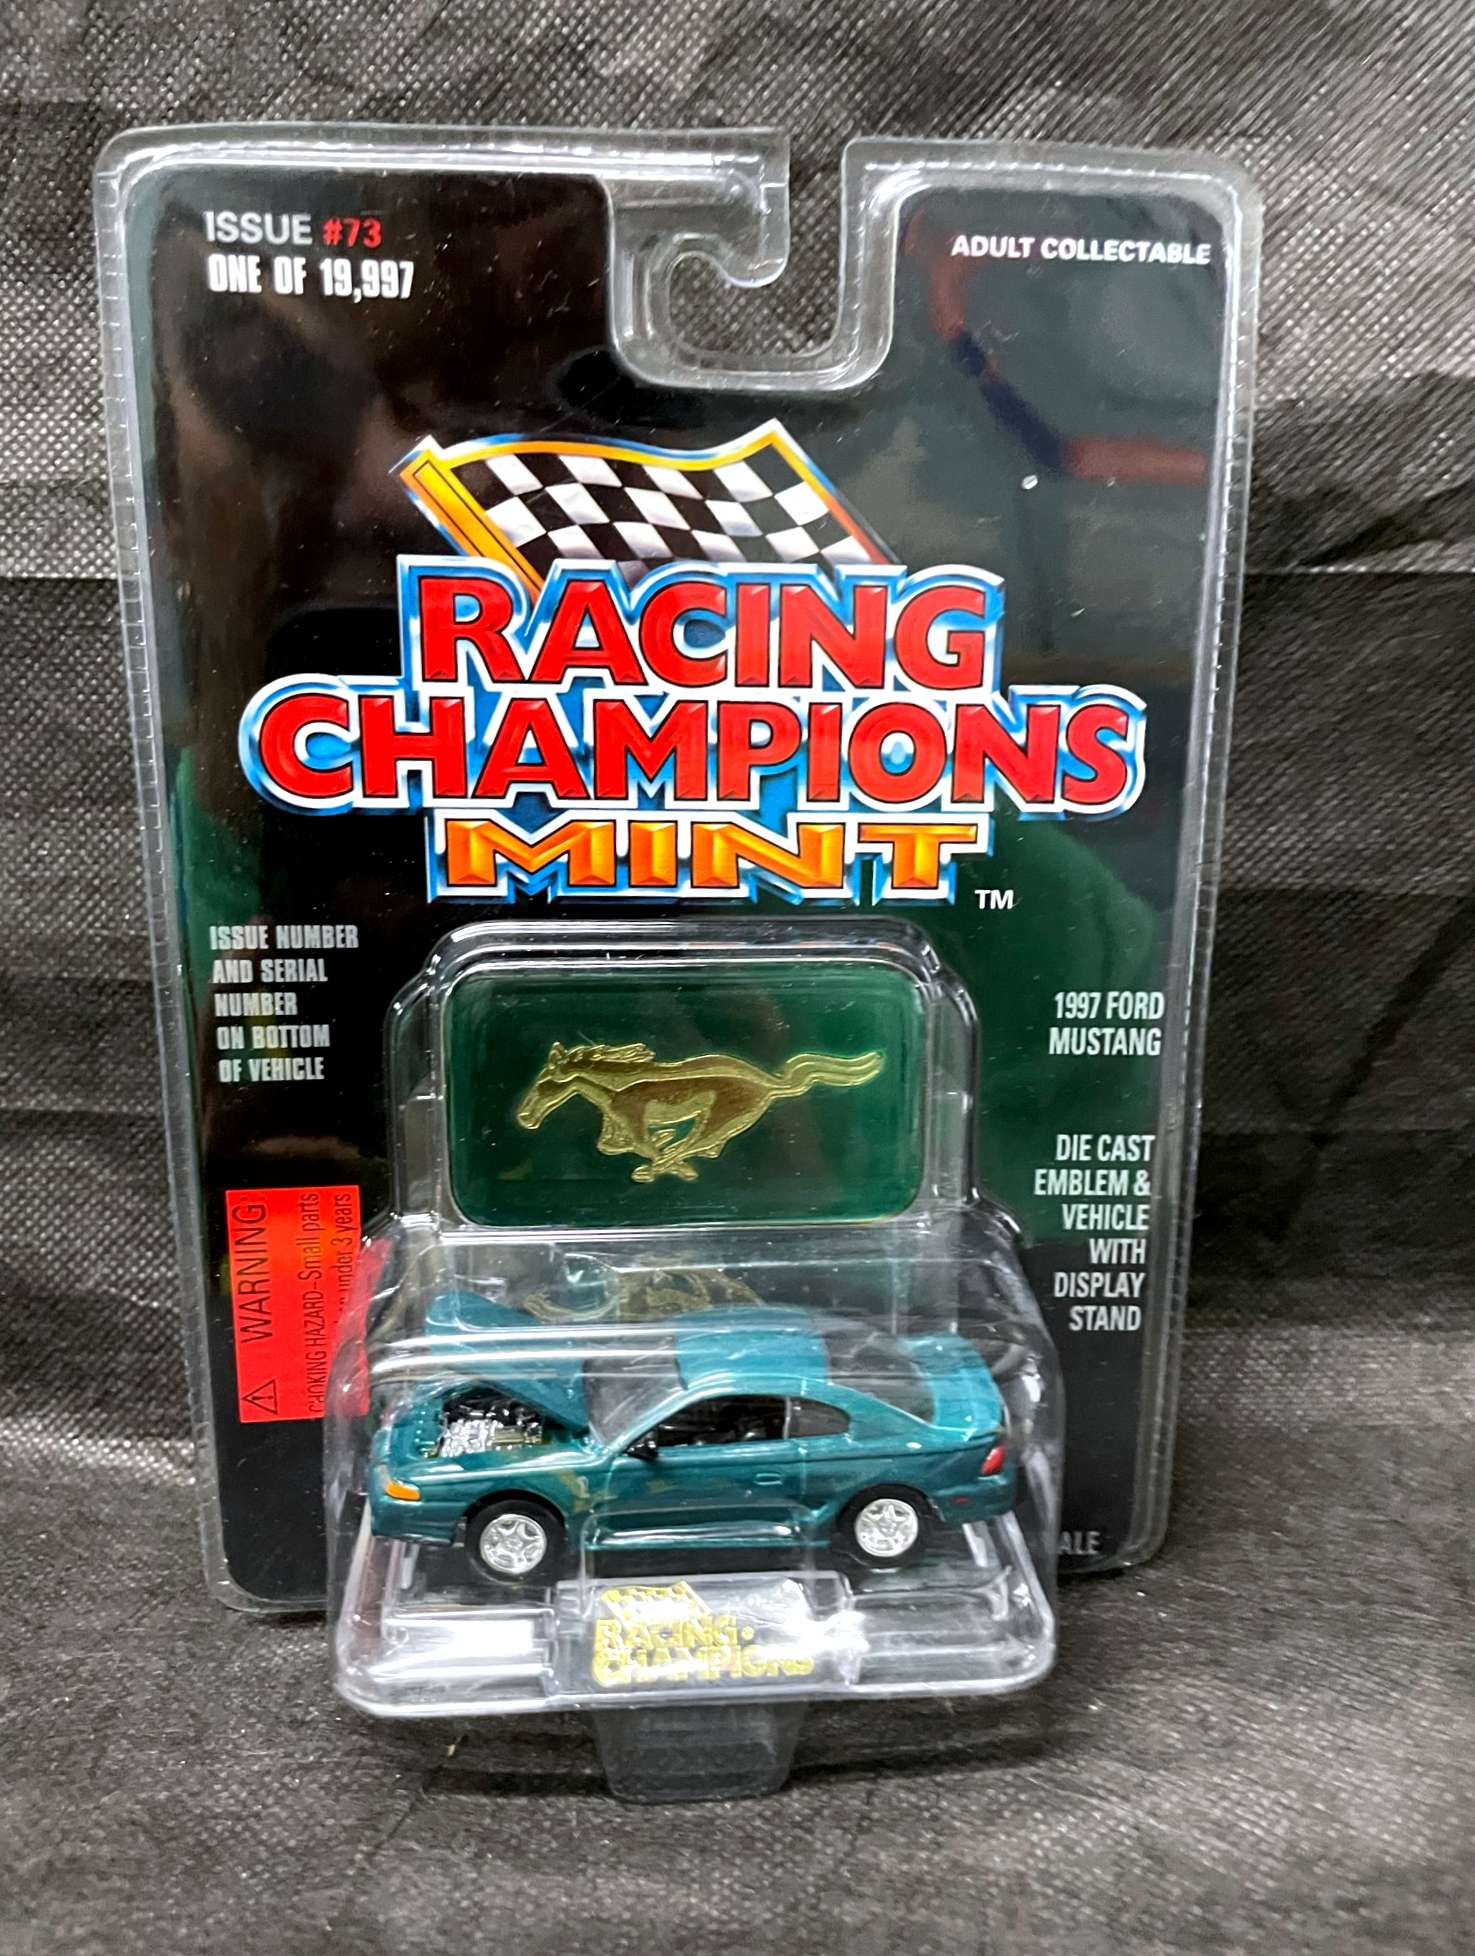 ISSUE #73
ONE OF 19,997
ADULT COLLECTABLE
RACING
CHAMPIONS
MINT
TM
ISSUE NUMBER
AND SERIAL
NUMBER
ON BOTTOM
OF VEHICLE
1997 FORD
MUSTANG
DIE CAST
EMBLEM &
VEHICLE
WITH
DISPLAY
STAND
WARNING:
CHOKING HAZARD-Small parts
under 3 years
RACING
CHAMPIONS